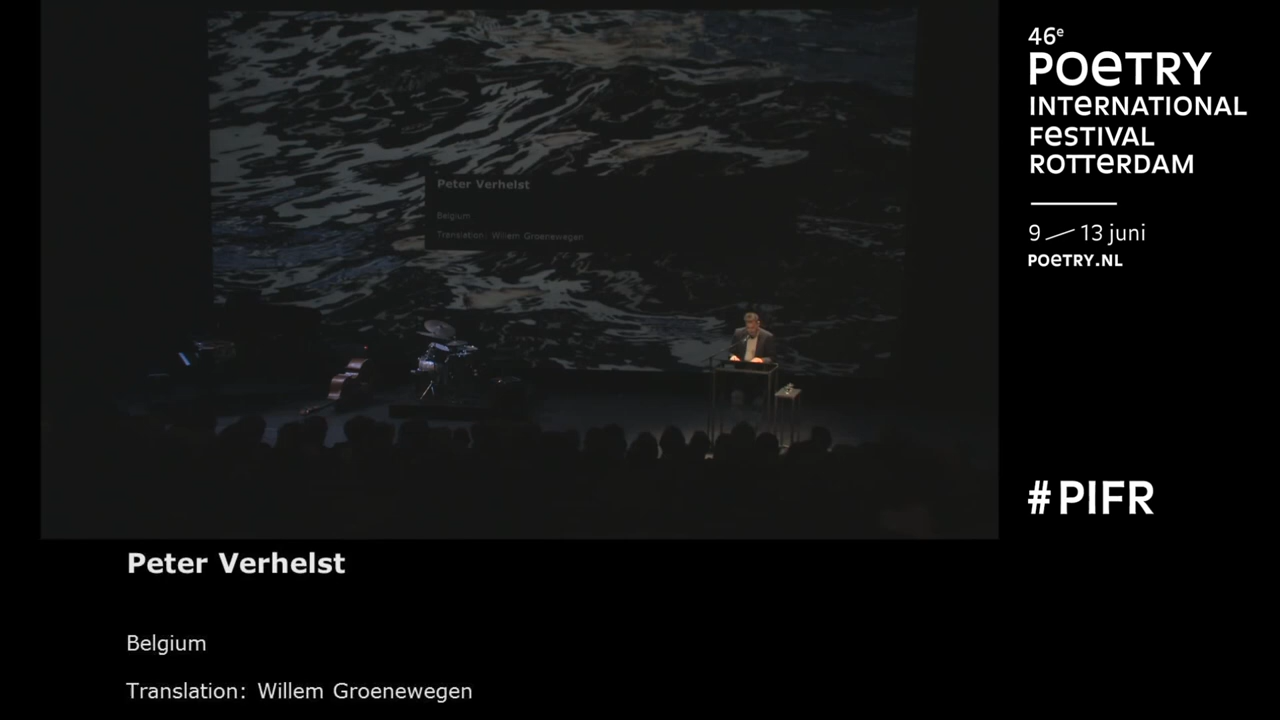 Peter Verhelst
Belgium
Translation: Willem Groenewegen
46e
POeTRY
INTeRNATIONAL
FeSTIVAL
ROTTeRDAM
9 — 13 juni
POeTRY.NL
#PIFR
Peter Verhelst
Belgium
Translation: Willem Groenewegen